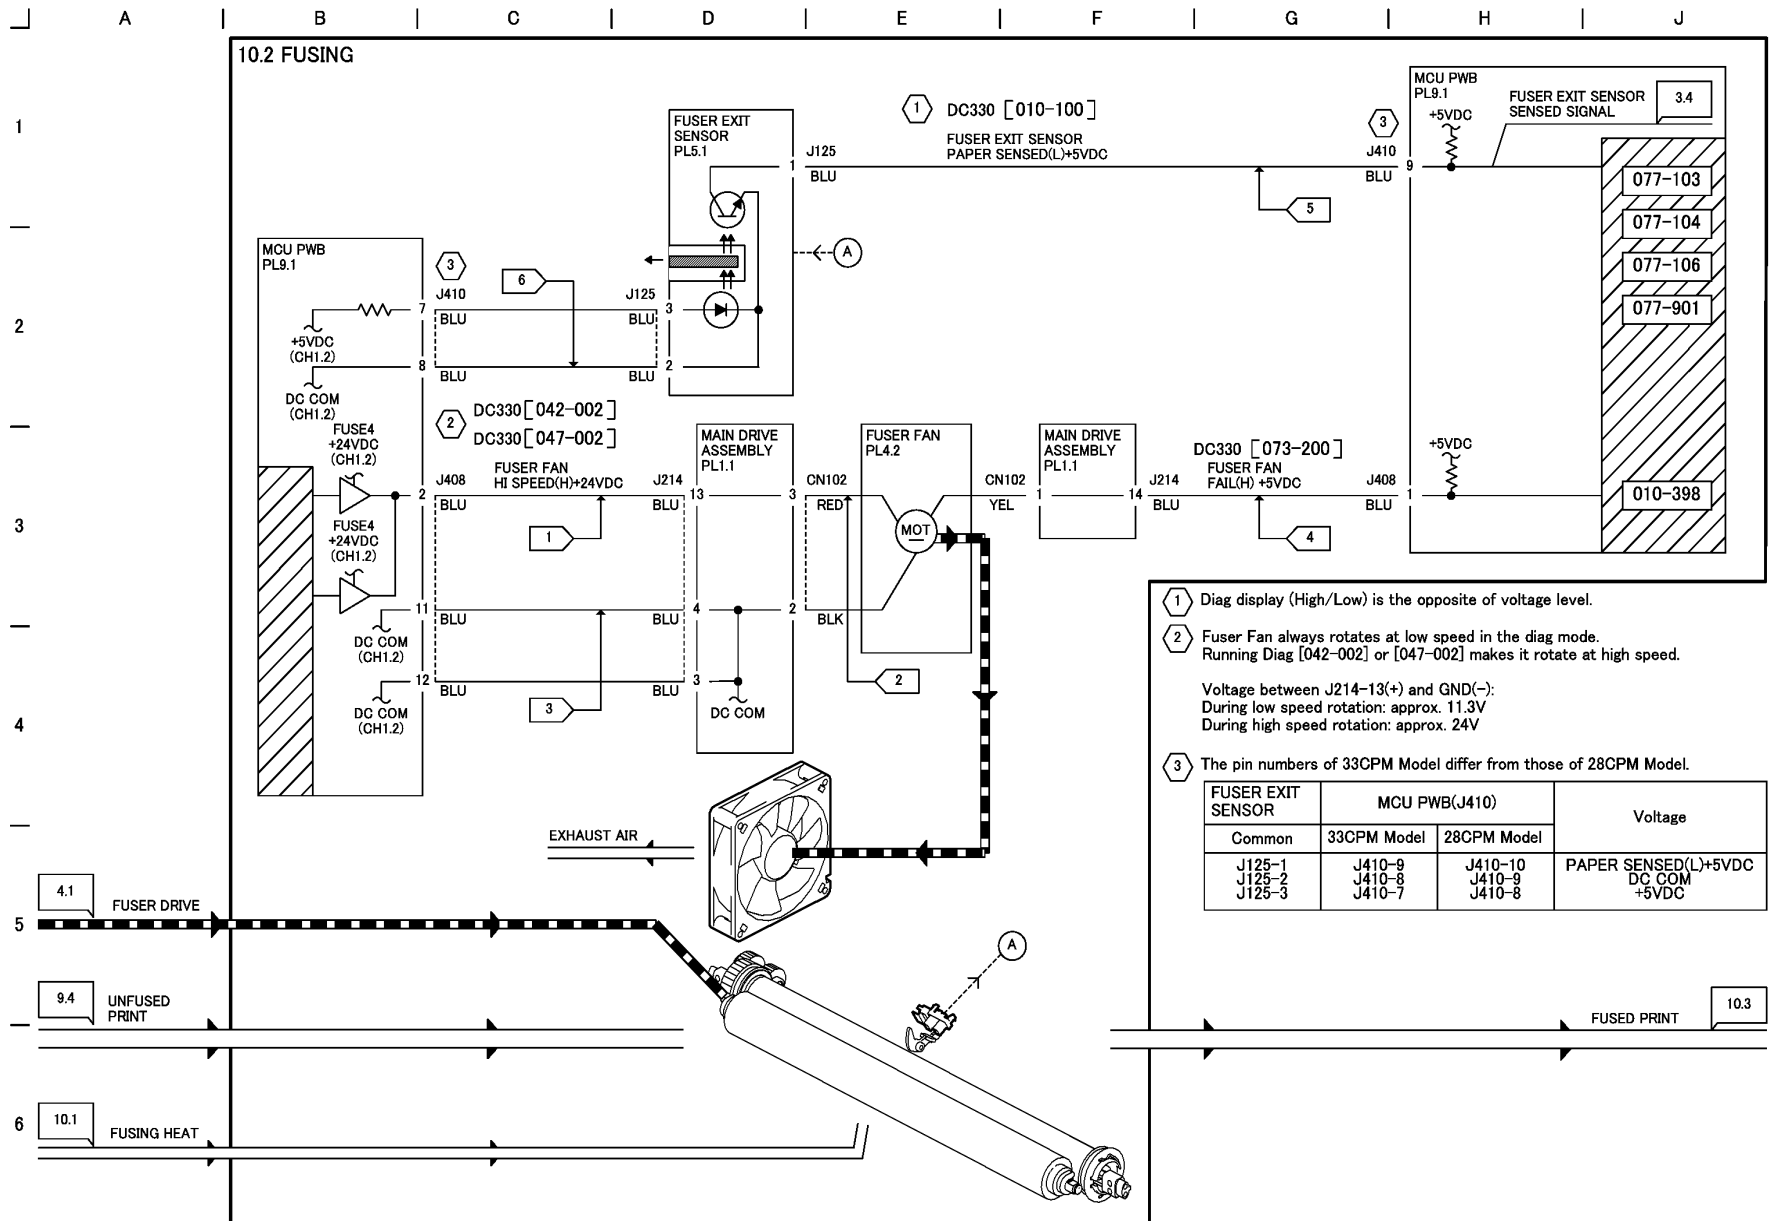 A B C D E F G H J
1
2
3
4
5
6
10.2 FUSING
FUSER EXIT
SENSOR
PL5.1
1
J125
BLU
1
DC330 [010-100]
FUSER EXIT SENSOR
PAPER SENSED(L)+5VDC
5
3
J410
BLU
9
MCU PWB
PL9.1
+5VDC
FUSER EXIT SENSOR
SENSED SIGNAL
3.4
077-103
077-104
077-106
077-901
A
MCU PWB
PL9.1
3
6
J410
7
BLU
J125
3
BLU
+5VDC
(CH1.2)
8
BLU
BLU
2
DC COM
(CH1.2)
2
DC330[042-002]
DC330[047-002]
FUSE4
+24VDC
(CH1.2)
J408
2
BLU
FUSER FAN
HI SPEED(H)+24VDC
1
J214
13
BLU
MAIN DRIVE
ASSEMBLY
PL1.1
3
CN102
RED
FUSER FAN
PL4.2
MOT
CN102
YEL
MAIN DRIVE
ASSEMBLY
PL1.1
1
14
J214
BLU
DC330 [073-200]
FUSER FAN
FAIL(H) +5VDC
4
J408
BLU
1
+5VDC
010-398
FUSE4
+24VDC
(CH1.2)
11
BLU
BLU
4
2
BLK
DC COM
(CH1.2)
12
BLU
3
BLU
3
DC COM
2
DC COM
(CH1.2)
1 Diag display (High/Low) is the opposite of voltage level.
2 Fuser Fan always rotates at low speed in the diag mode.
Running Diag [042-002] or [047-002] makes it rotate at high speed.
Voltage between J214-13(+) and GND(-):
During low speed rotation: approx. 11.3V
During high speed rotation: approx. 24V
3 The pin numbers of 33CPM Model differ from those of 28CPM Model.
FUSER EXIT
SENSOR
MCU PWB(J410)
Voltage
Common 33CPM Model 28CPM Model
J125-1 J410-9 J410-10 PAPER SENSED(L)+5VDC
J125-2 J410-8 J410-9 DC COM
J125-3 J410-7 J410-8 +5VDC
EXHAUST AIR
4.1
FUSER DRIVE
A
9.4
UNFUSED
PRINT
FUSED PRINT
10.3
10.1
FUSING HEAT